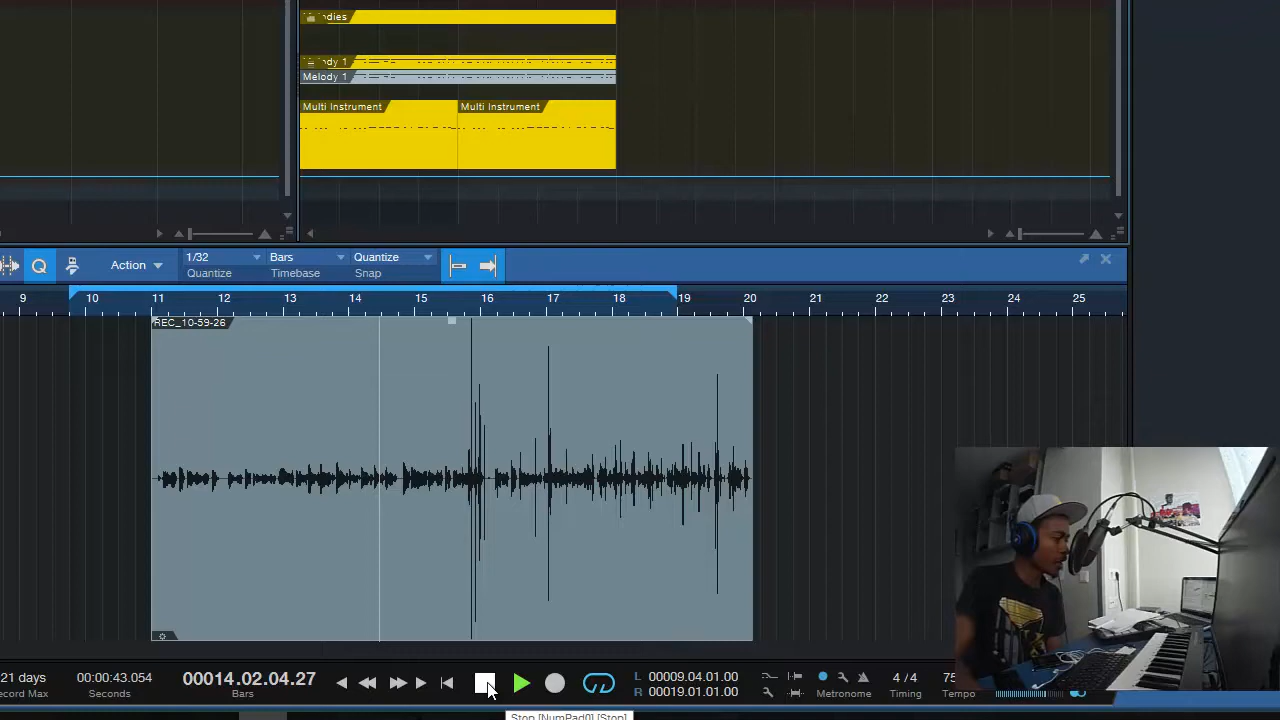 dies
dy 1
Melody 1
Multi Instrument Multi Instrument
Q Action 1/32 Bars Quantize
Quantize Timebase Snap
9 10 11 12 13 14 15 16 17 18 19 20 21 22 23 24 25
REC_10-59-26
21 days 00:00:43.054 00014.02.04.27 L 00009.04.01.00 4 / 4
Seconds Bars R 00019.01.01.00 Metronome Timing Tempo
ecord Max
Stop [NumPad0] [Stop]